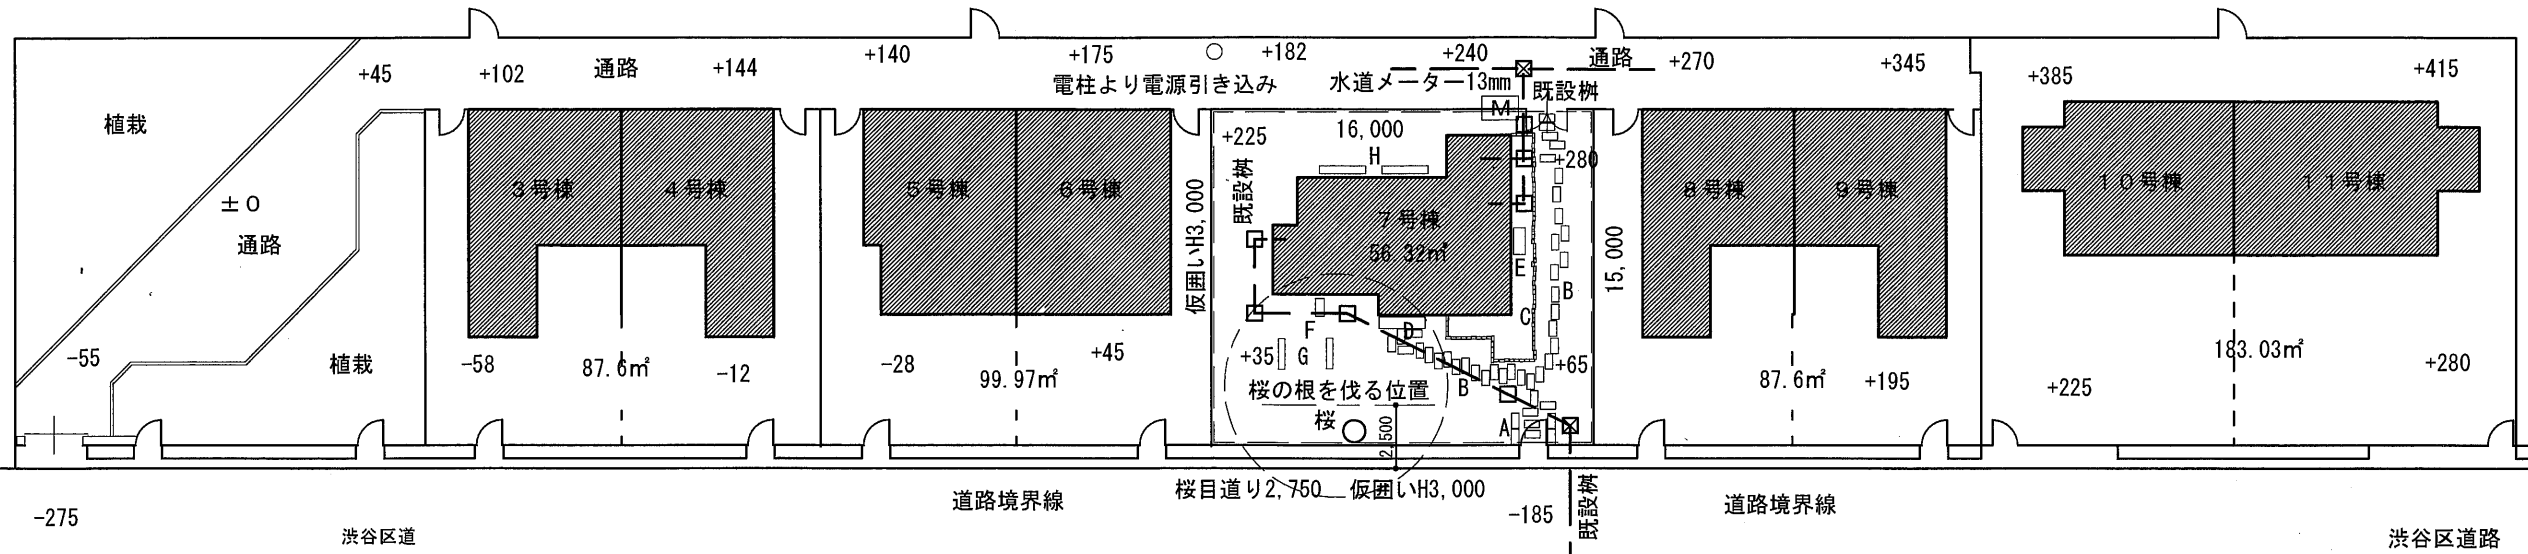 +45
+102
通路
+144
+140
+175
+182
+240
通路
+270
+345
+385
+415
電柱より電源引き込み
水道メーター13mm
既設桝
M
植栽
+225
16,000
H
+280
既設桝
3号棟
4号棟
5号棟
6号棟
仮囲いH3,000
7号棟
56.32㎡
8号棟
9号棟
10号棟
11号棟
±0
通路
E
B
C
15,000
F
D
-55
植栽
-58
87.6㎡
-12
-28
99.97㎡
+45
+35
G
+65
87.6㎡
+195
183.03㎡
+225
+280
桜の根を伐る位置
B
桜
2,500
A
桜目道り2,750
仮囲いH3,000
道路境界線
-185
既設桝
道路境界線
-275
渋谷区道
渋谷区道路